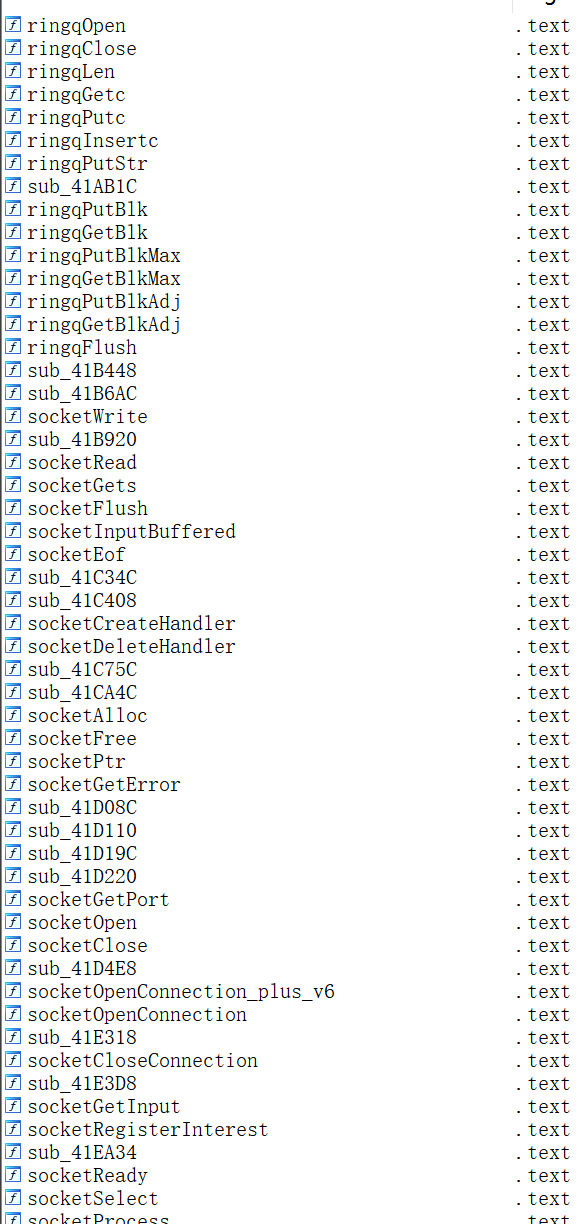 ringqOpen .text
ringqClose .text
ringqLen .text
ringqGetc .text
ringqPutc .text
ringqInsertc .text
ringqPutStr .text
sub_41AB1C .text
ringqPutBlk .text
ringqGetBlk .text
ringqPutBlkMax .text
ringqGetBlkMax .text
ringqPutBlkAdj .text
ringqGetBlkAdj .text
ringqFlush .text
sub_41B448 .text
sub_41B6AC .text
socketWrite .text
sub_41B920 .text
socketRead .text
socketGets .text
socketFlush .text
socketInputBuffered .text
socketEof .text
sub_41C34C .text
sub_41C408 .text
socketCreateHandler .text
socketDeleteHandler .text
sub_41C75C .text
sub_41CA4C .text
socketAlloc .text
socketFree .text
socketPtr .text
socketGetError .text
sub_41D08C .text
sub_41D110 .text
sub_41D19C .text
sub_41D220 .text
socketGetPort .text
socketOpen .text
socketClose .text
sub_41D4E8 .text
socketOpenConnection_plus_v6 .text
socketOpenConnection .text
sub_41E318 .text
socketCloseConnection .text
sub_41E3D8 .text
socketGetInput .text
socketRegisterInterest .text
sub_41EA34 .text
socketReady .text
socketSelect .text
socketProcess .text